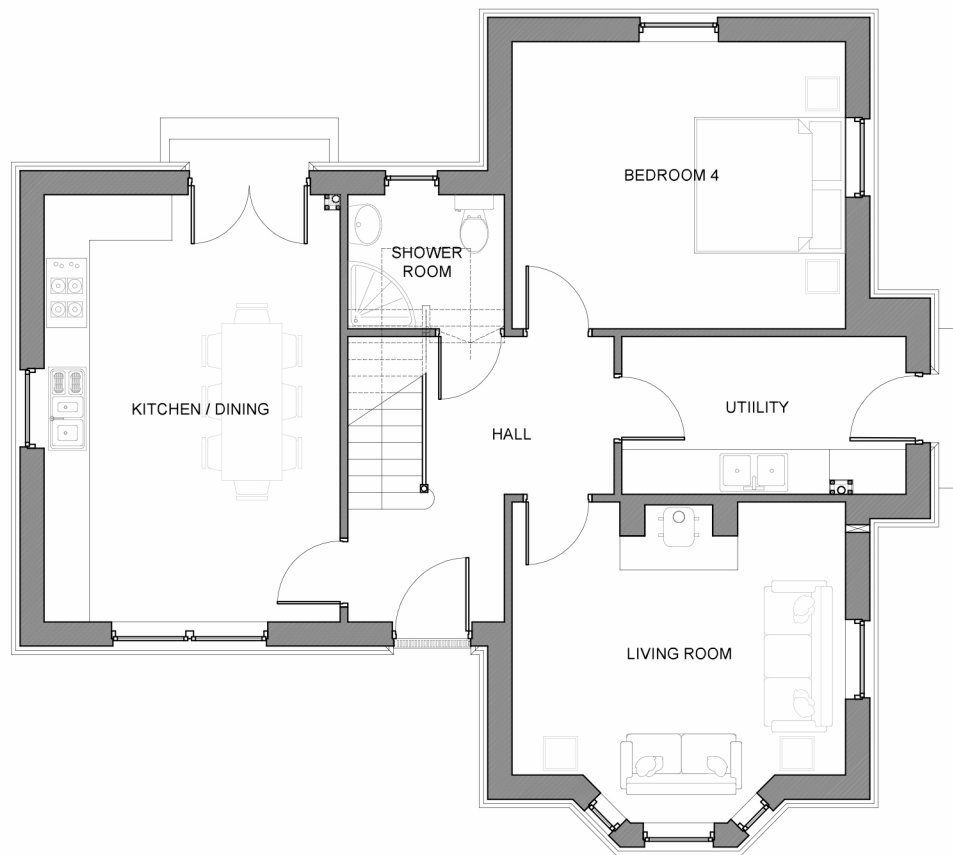 BEDROOM 4
SHOWER
ROOM
KITCHEN / DINING
UTIILITY
HALL
LIVING ROOM